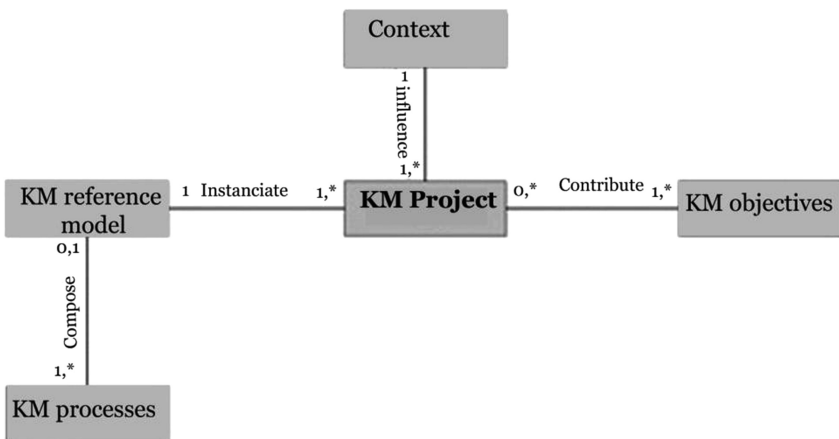 Context
1
influence
1,*
KM reference
model
1 Instanciate 1,*
KM Project
0,* Contribute 1,*
KM objectives
0,1
Compose
1,*
KM processes